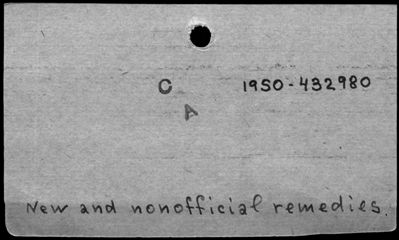 C 1950-432980
A
New and nonofficial remedies.